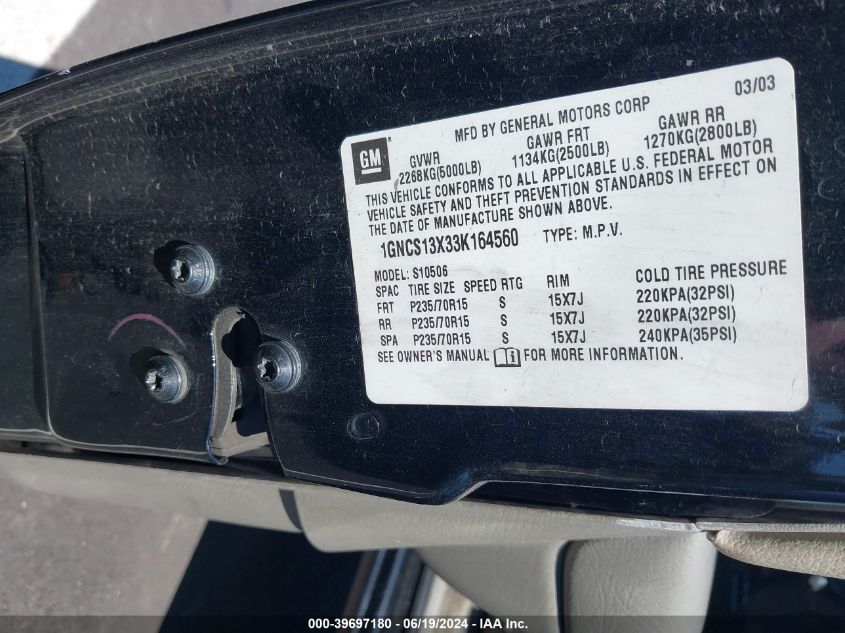 03/03
MFD BY GENERAL MOTORS CORP
GM
GVWR GAWR FRT GAWR RR
2268KG(5000LB) 1134KG(2500LB) 1270KG(2800LB)
THIS VEHICLE CONFORMS TO ALL APPLICABLE U.S. FEDERAL MOTOR
VEHICLE SAFETY AND THEFT PREVENTION STANDARDS IN EFFECT ON
THE DATE OF MANUFACTURE SHOWN ABOVE.
1GNCS13X33K164560 TYPE: M.P.V.
MODEL: S10506
SPAC TIRE SIZE SPEED RTG RIM COLD TIRE PRESSURE
FRT P235/70R15 S 15X7J 220KPA(32PSI)
RR P235/70R15 S 15X7J 220KPA(32PSI)
SPA P235/70R15 S 15X7J 240KPA(35PSI)
SEE OWNER'S MANUAL i FOR MORE INFORMATION.
000-39697180 - 06/19/2024 - IAA Inc.